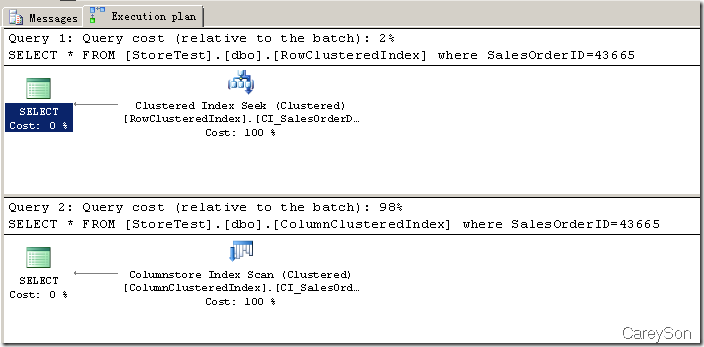 Messages Execution plan
Query 1: Query cost (relative to the batch): 2%
SELECT * FROM [StoreTest].[dbo].[RowClusteredIndex] where SalesOrderID=43665
SELECT
Cost: 0 %
Clustered Index Seek (Clustered)
[RowClusteredIndex].[CI_SalesOrderD…
Cost: 100 %
Query 2: Query cost (relative to the batch): 98%
SELECT * FROM [StoreTest].[dbo].[ColumnClusteredIndex] where SalesOrderID=43665
SELECT
Cost: 0 %
Columnstore Index Scan (Clustered)
[ColumnClusteredIndex].[CI_SalesOrd…
Cost: 100 %
CareySon